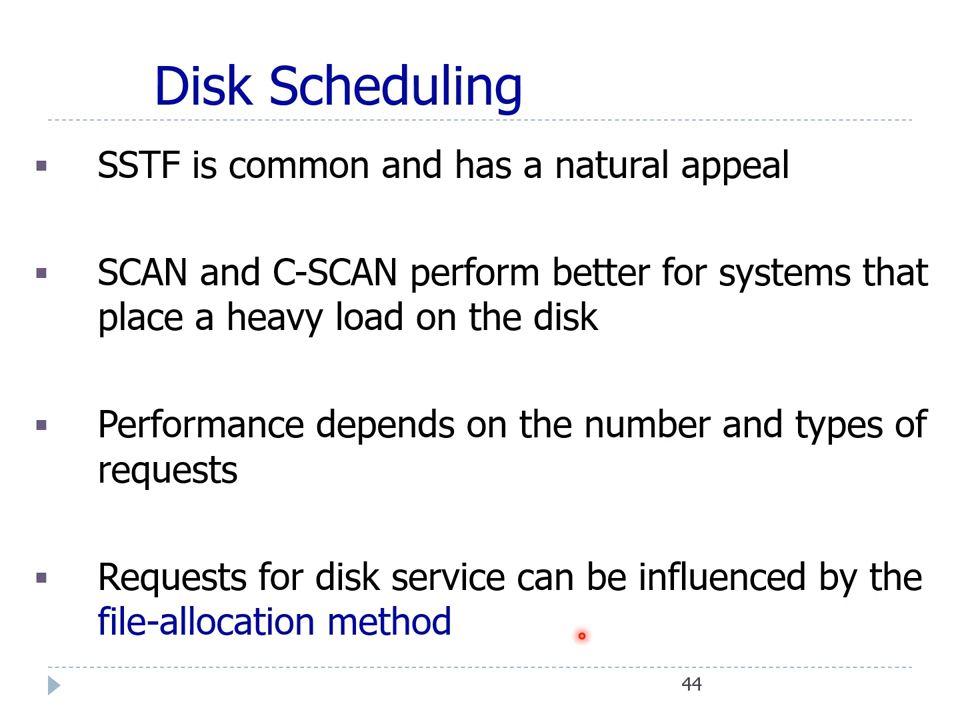 Disk Scheduling
SSTF is common and has a natural appeal
SCAN and C-SCAN perform better for systems that
place a heavy load on the disk
Performance depends on the number and types of
requests
Requests for disk service can be influenced by the
file-allocation method
44